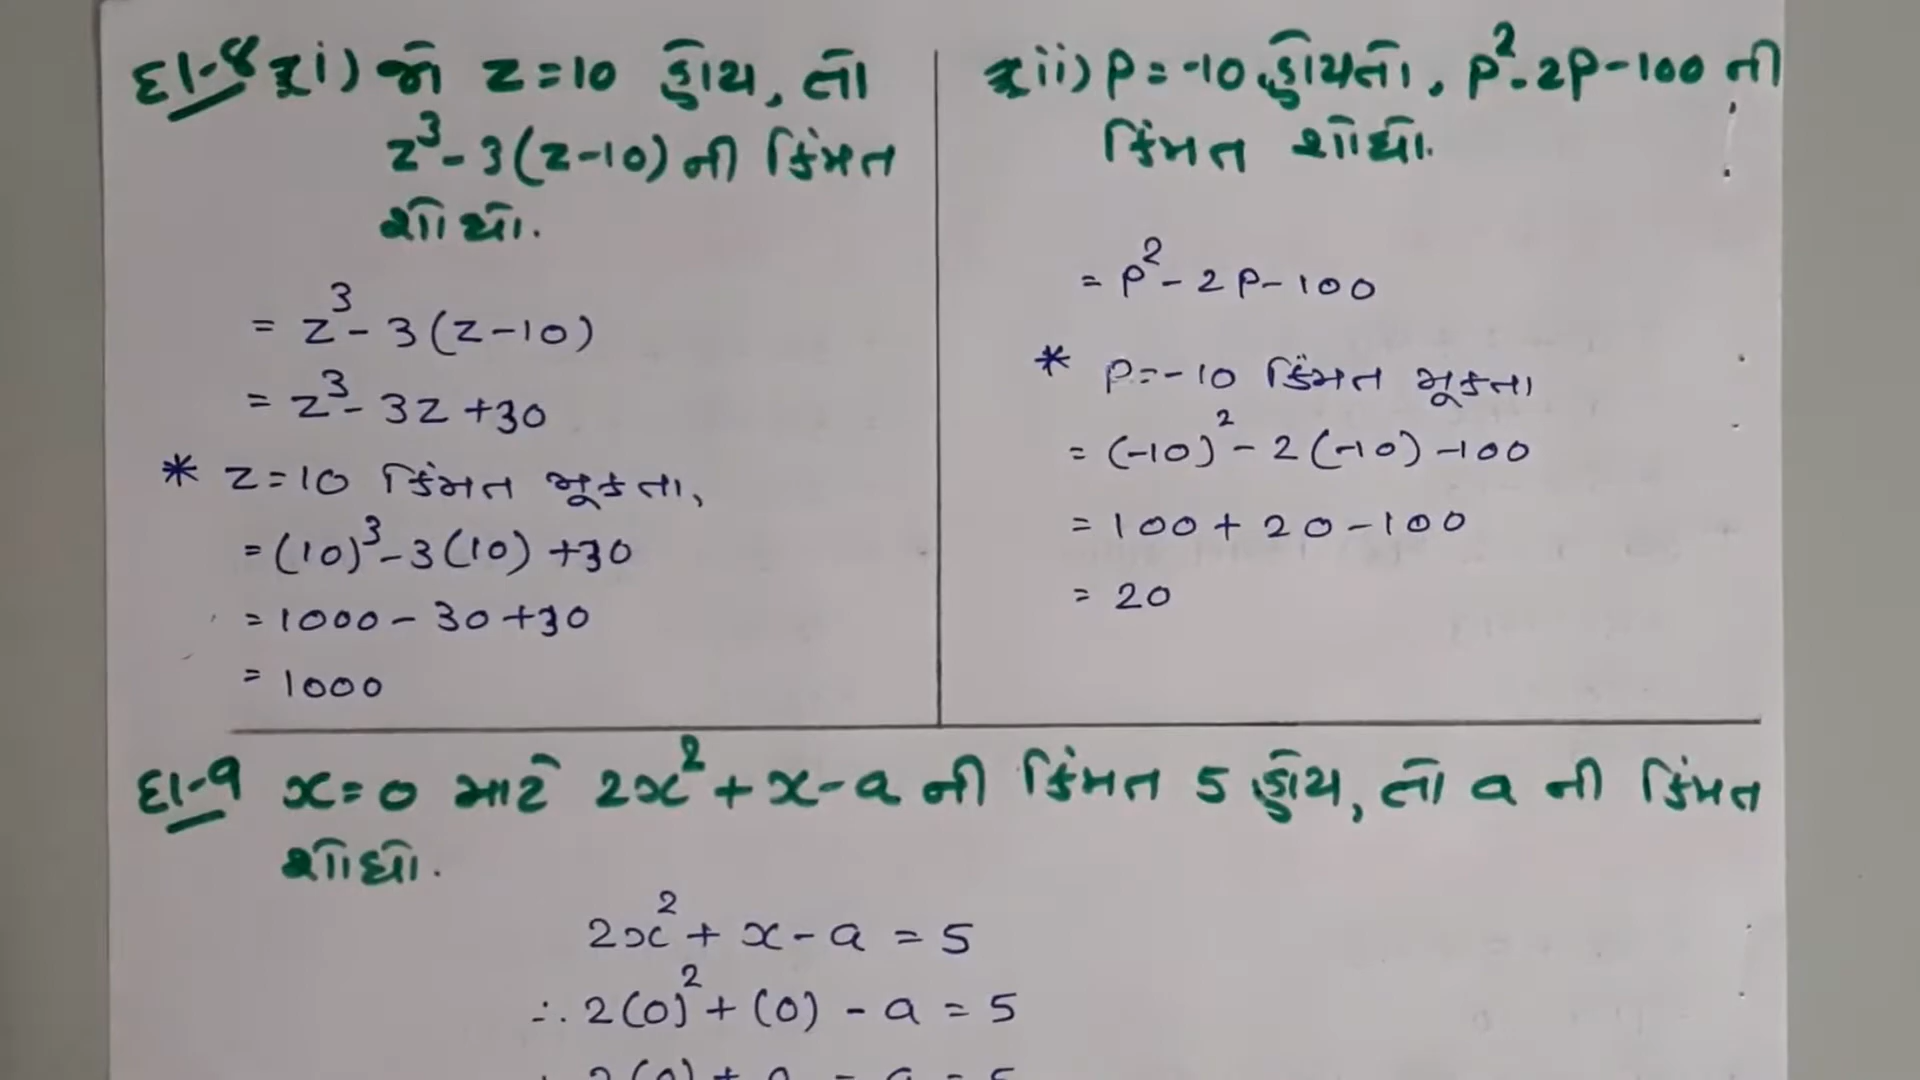 દા-૪ i) જો z=10 હોય, તો
z³-3(z-10) ની કિંમત
શોધો.
= z³-3(z-10)
= z³-3z+30
* z=10 કિંમત મૂકતા,
=(10)³-3(10)+30
=1000-30+30
=1000
ii) p=-10 હોય તો, p²-2p-100 ની
કિંમત શોધો.
= p²-2p-100
* p=-10 કિંમત મૂકતા
=(-10)²-2(-10)-100
=100+20-100
=20
દા-૧ x=0 માટે 2x²+x-a ની કિંમત 5 હોય, તો a ની કિંમત
શોધો.
2x²+x-a=5
∴ 2(0)²+(0)-a=5